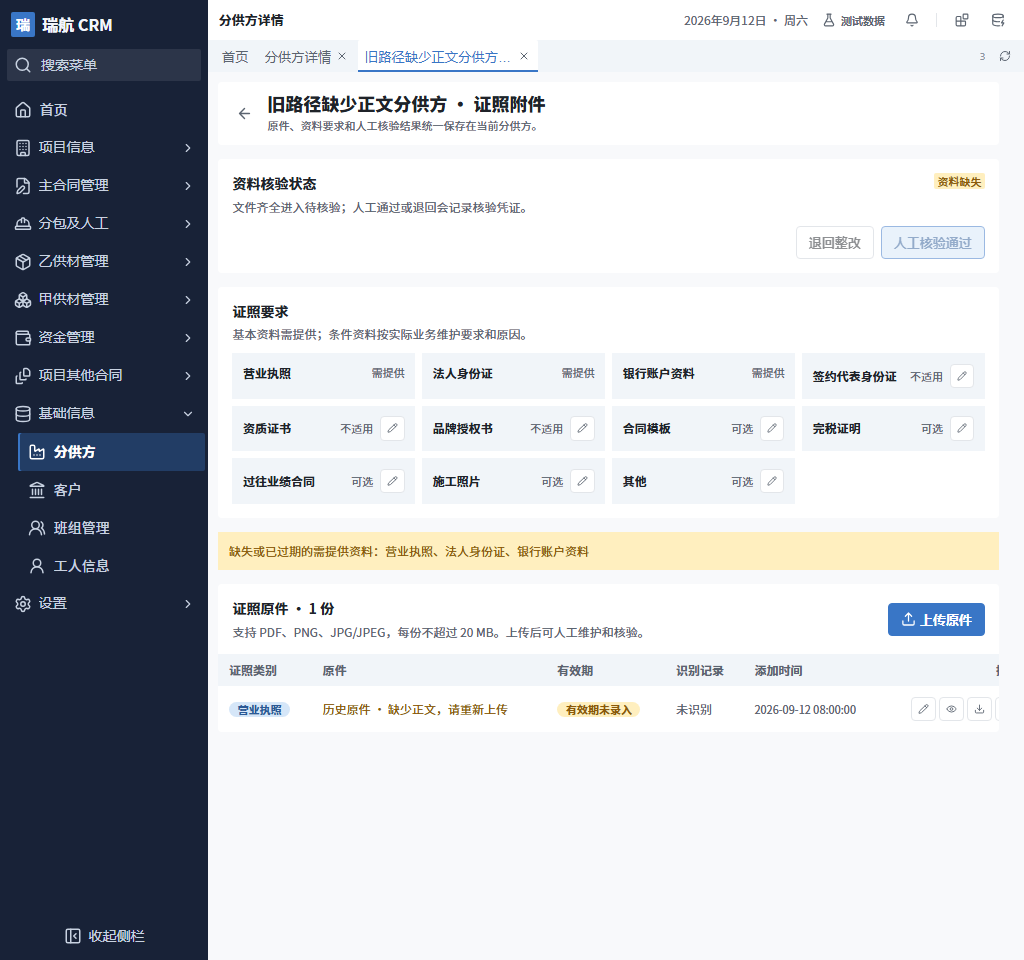 瑞 瑞航 CRM
搜索菜单
首页
项目信息
主合同管理
分包及人工
乙供材管理
甲供材管理
资金管理
项目其他合同
基础信息
分供方
客户
班组管理
工人信息
设置
收起侧栏
分供方详情
2026年9月12日 · 周六 测试数据
首页 分供方详情 旧路径缺少正文分供方… 3
旧路径缺少正文分供方 · 证照附件
原件、资料要求和人工核验结果统一保存在当前分供方。
资料核验状态 资料缺失
文件齐全进入待核验；人工通过或退回会记录核验凭证。
退回整改 人工核验通过
证照要求
基本资料需提供；条件资料按实际业务维护要求和原因。
营业执照 需提供 法人身份证 需提供 银行账户资料 需提供 签约代表身份证 不适用
资质证书 不适用 品牌授权书 不适用 合同模板 可选 完税证明 可选
过往业绩合同 可选 施工照片 可选 其他 可选
缺失或已过期的需提供资料：营业执照、法人身份证、银行账户资料
证照原件 · 1 份
支持 PDF、PNG、JPG/JPEG，每份不超过 20 MB。上传后可人工维护和核验。
上传原件
证照类别 原件 有效期 识别记录 添加时间
营业执照 历史原件 · 缺少正文，请重新上传 有效期未录入 未识别 2026-09-12 08:00:00